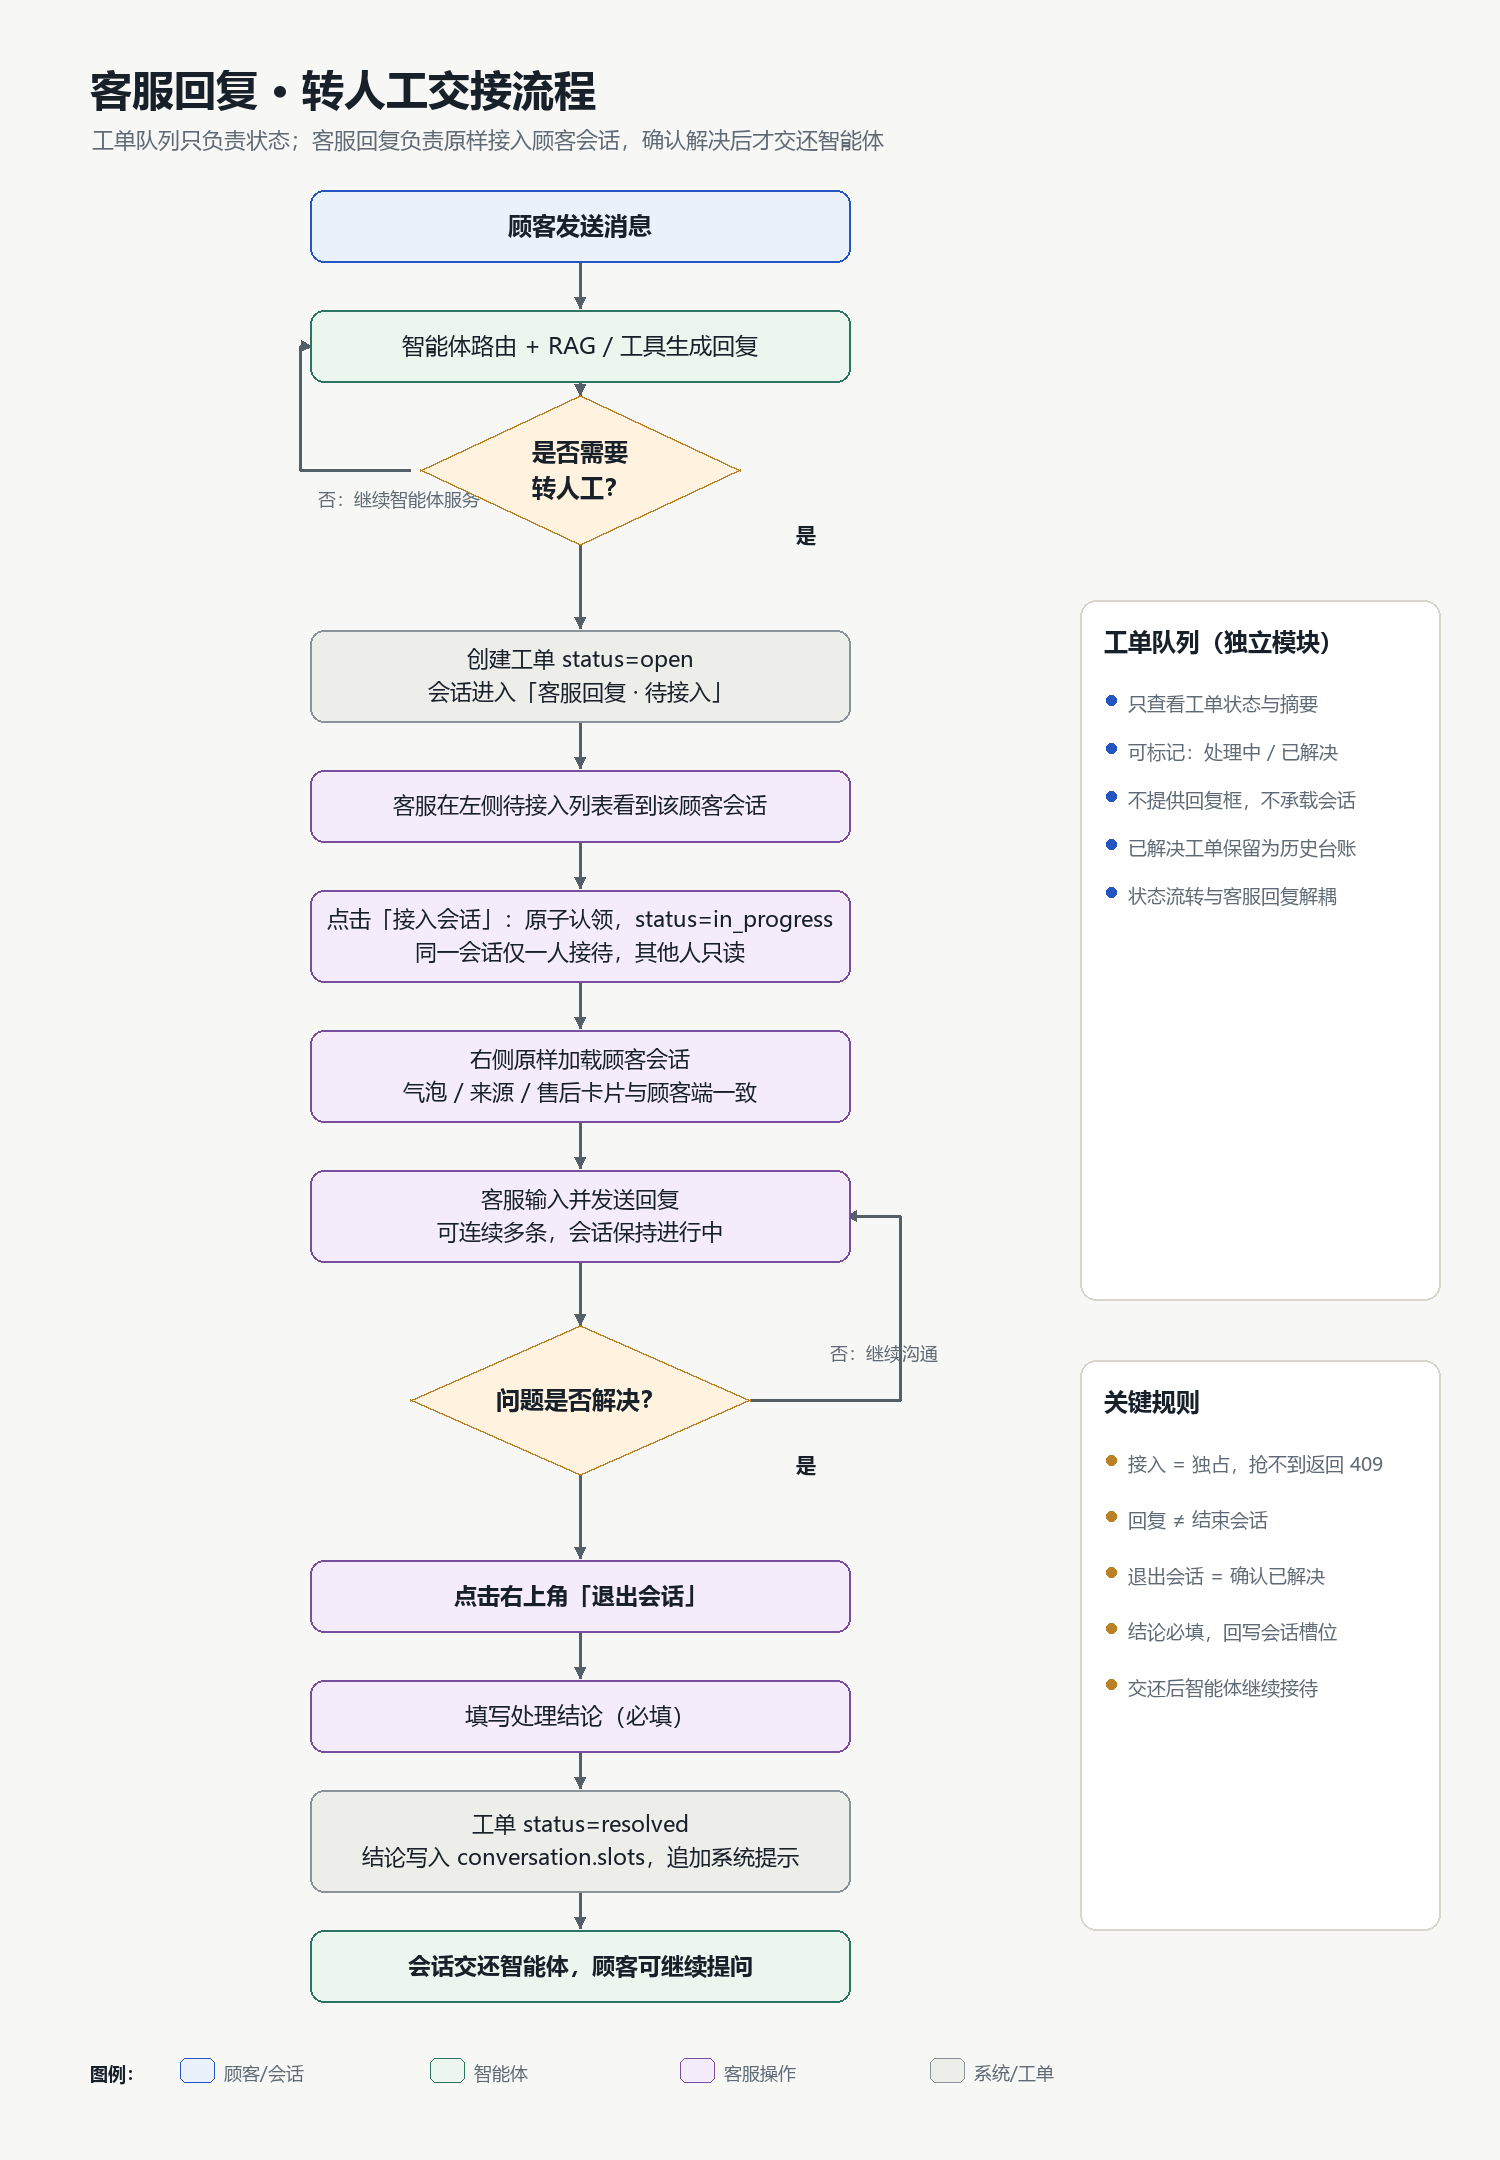 客服回复 • 转人工交接流程
工单队列只负责状态；客服回复负责原样接入顾客会话，确认解决后才交还智能体
顾客发送消息
智能体路由 + RAG / 工具生成回复
是否需要
转人工？
否：继续智能体服务
是
创建工单 status=open
会话进入「客服回复 · 待接入」
客服在左侧待接入列表看到该顾客会话
点击「接入会话」：原子认领，status=in_progress
同一会话仅一人接待，其他人只读
右侧原样加载顾客会话
气泡 / 来源 / 售后卡片与顾客端一致
客服输入并发送回复
可连续多条，会话保持进行中
否：继续沟通
问题是否解决？
是
点击右上角「退出会话」
填写处理结论（必填）
工单 status=resolved
结论写入 conversation.slots，追加系统提示
会话交还智能体，顾客可继续提问
工单队列（独立模块）
只查看工单状态与摘要
可标记：处理中 / 已解决
不提供回复框，不承载会话
已解决工单保留为历史台账
状态流转与客服回复解耦
关键规则
接入 = 独占，抢不到返回 409
回复 ≠ 结束会话
退出会话 = 确认已解决
结论必填，回写会话槽位
交还后智能体继续接待
图例：
顾客/会话
智能体
客服操作
系统/工单